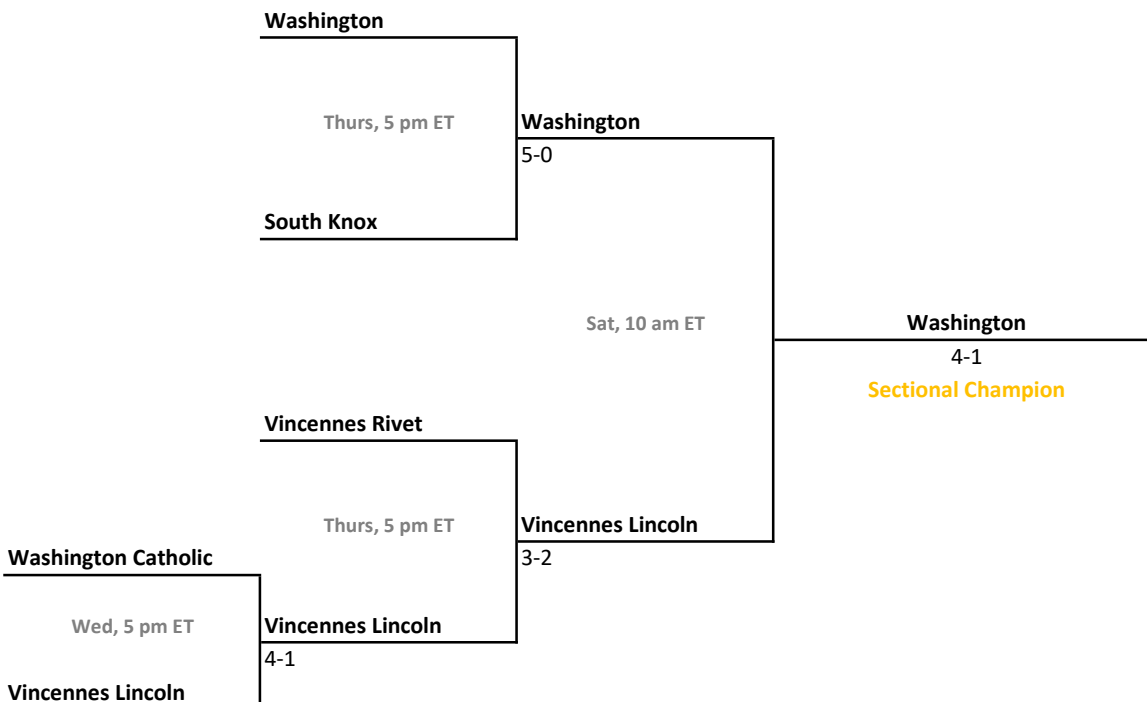 Washington
Thurs, 5 pm ET
Washington
5-0
South Knox
Sat, 10 am ET
Washington
4-1
Sectional Champion
Vincennes Rivet
Thurs, 5 pm ET
Vincennes Lincoln
3-2
Washington Catholic
Wed, 5 pm ET
Vincennes Lincoln
4-1
Vincennes Lincoln